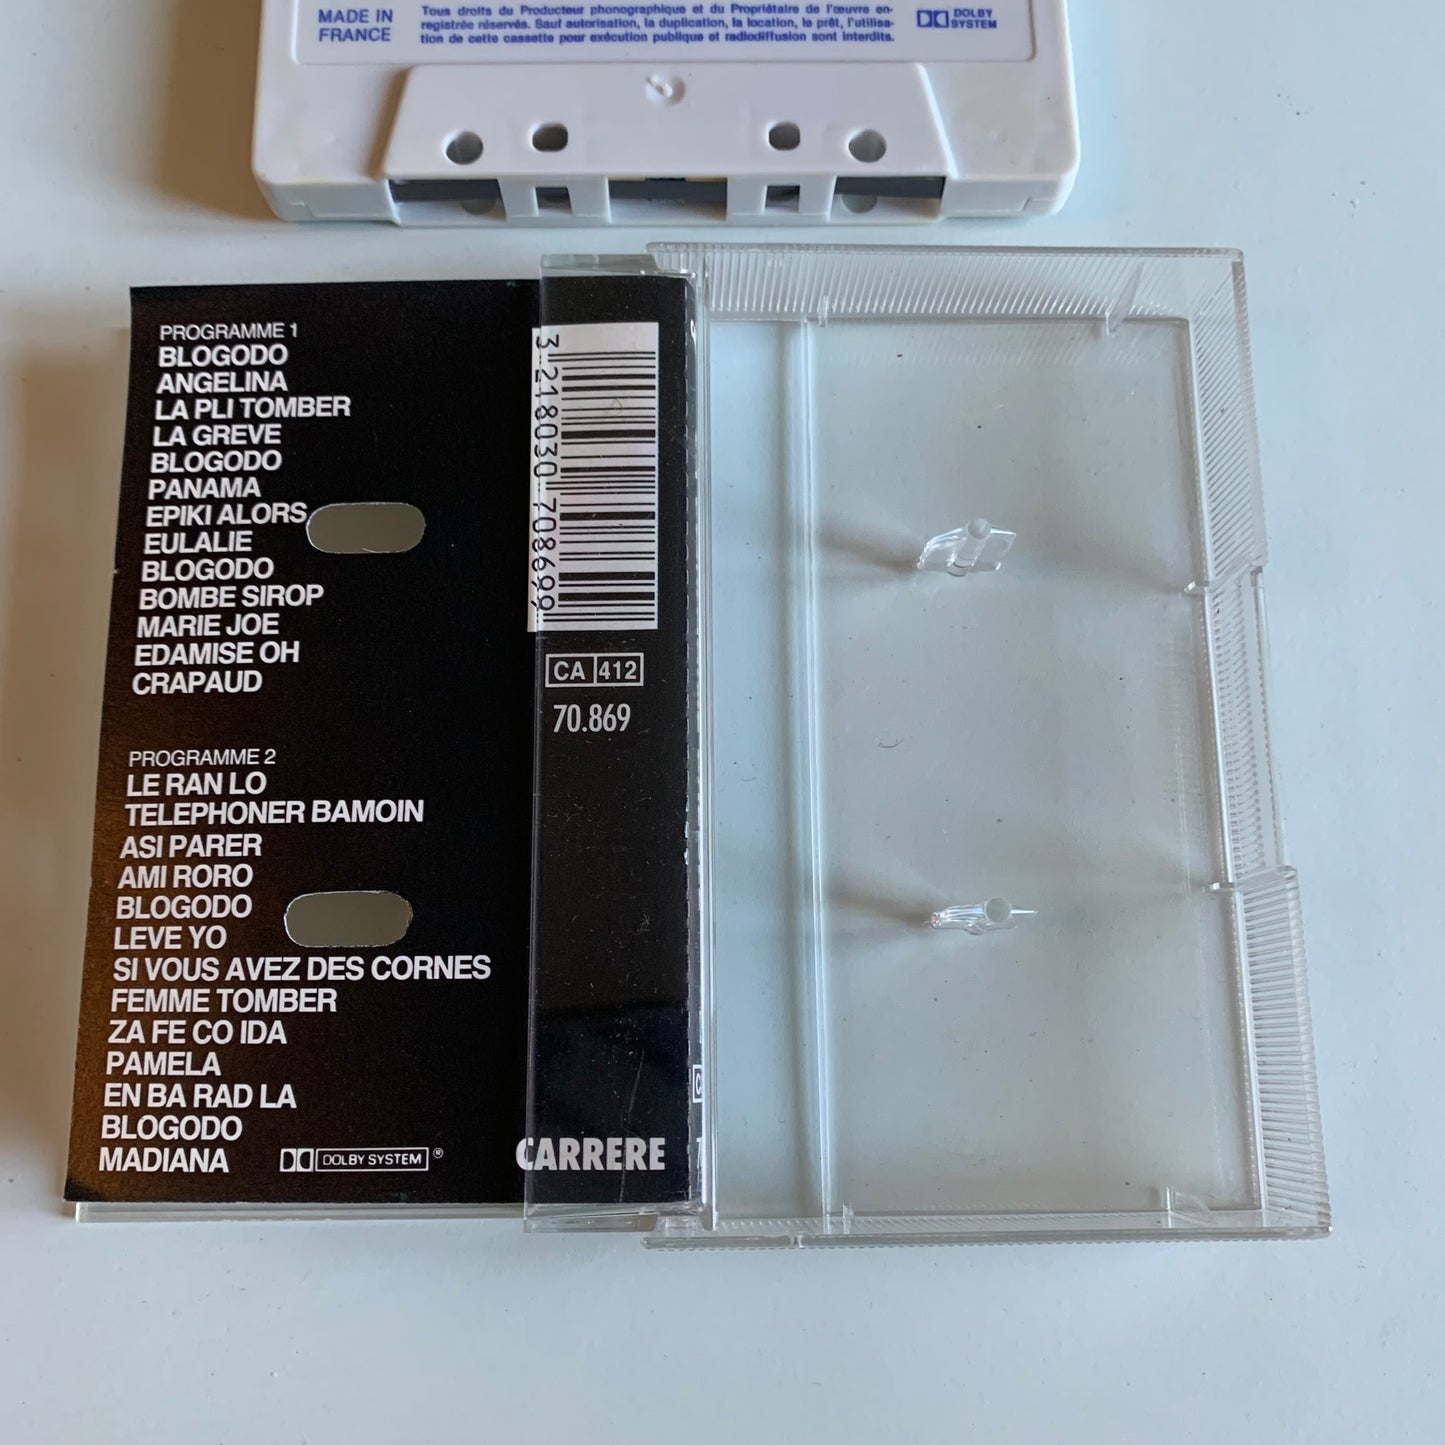 MADE IN
FRANCE
Tous droits du Producteur phonographique et du Propriétaire de l'œuvre en-
registrée réservés. Sauf autorisation, la duplication, la location, le prêt, l'utilisa-
tion de cette cassette pour exécution publique et radiodiffusion sont interdits.
DOLBY
SYSTEM
PROGRAMME 1
BLOGODO
ANGELINA
LA PLI TOMBER
LA GREVE
BLOGODO
PANAMA
EPIKI ALORS
EULALIE
BLOGODO
BOMBE SIROP
MARIE JOE
EDAMISE OH
CRAPAUD
PROGRAMME 2
LE RAN LO
TELEPHONER BAMOIN
ASI PARER
AMI RORO
BLOGODO
LEVE YO
SI VOUS AVEZ DES CORNES
FEMME TOMBER
ZA FE CO IDA
PAMELA
EN BA RAD LA
BLOGODO
MADIANA
DOLBY SYSTEM ®
3 218030 708699
CA 412
70.869
CARRERE